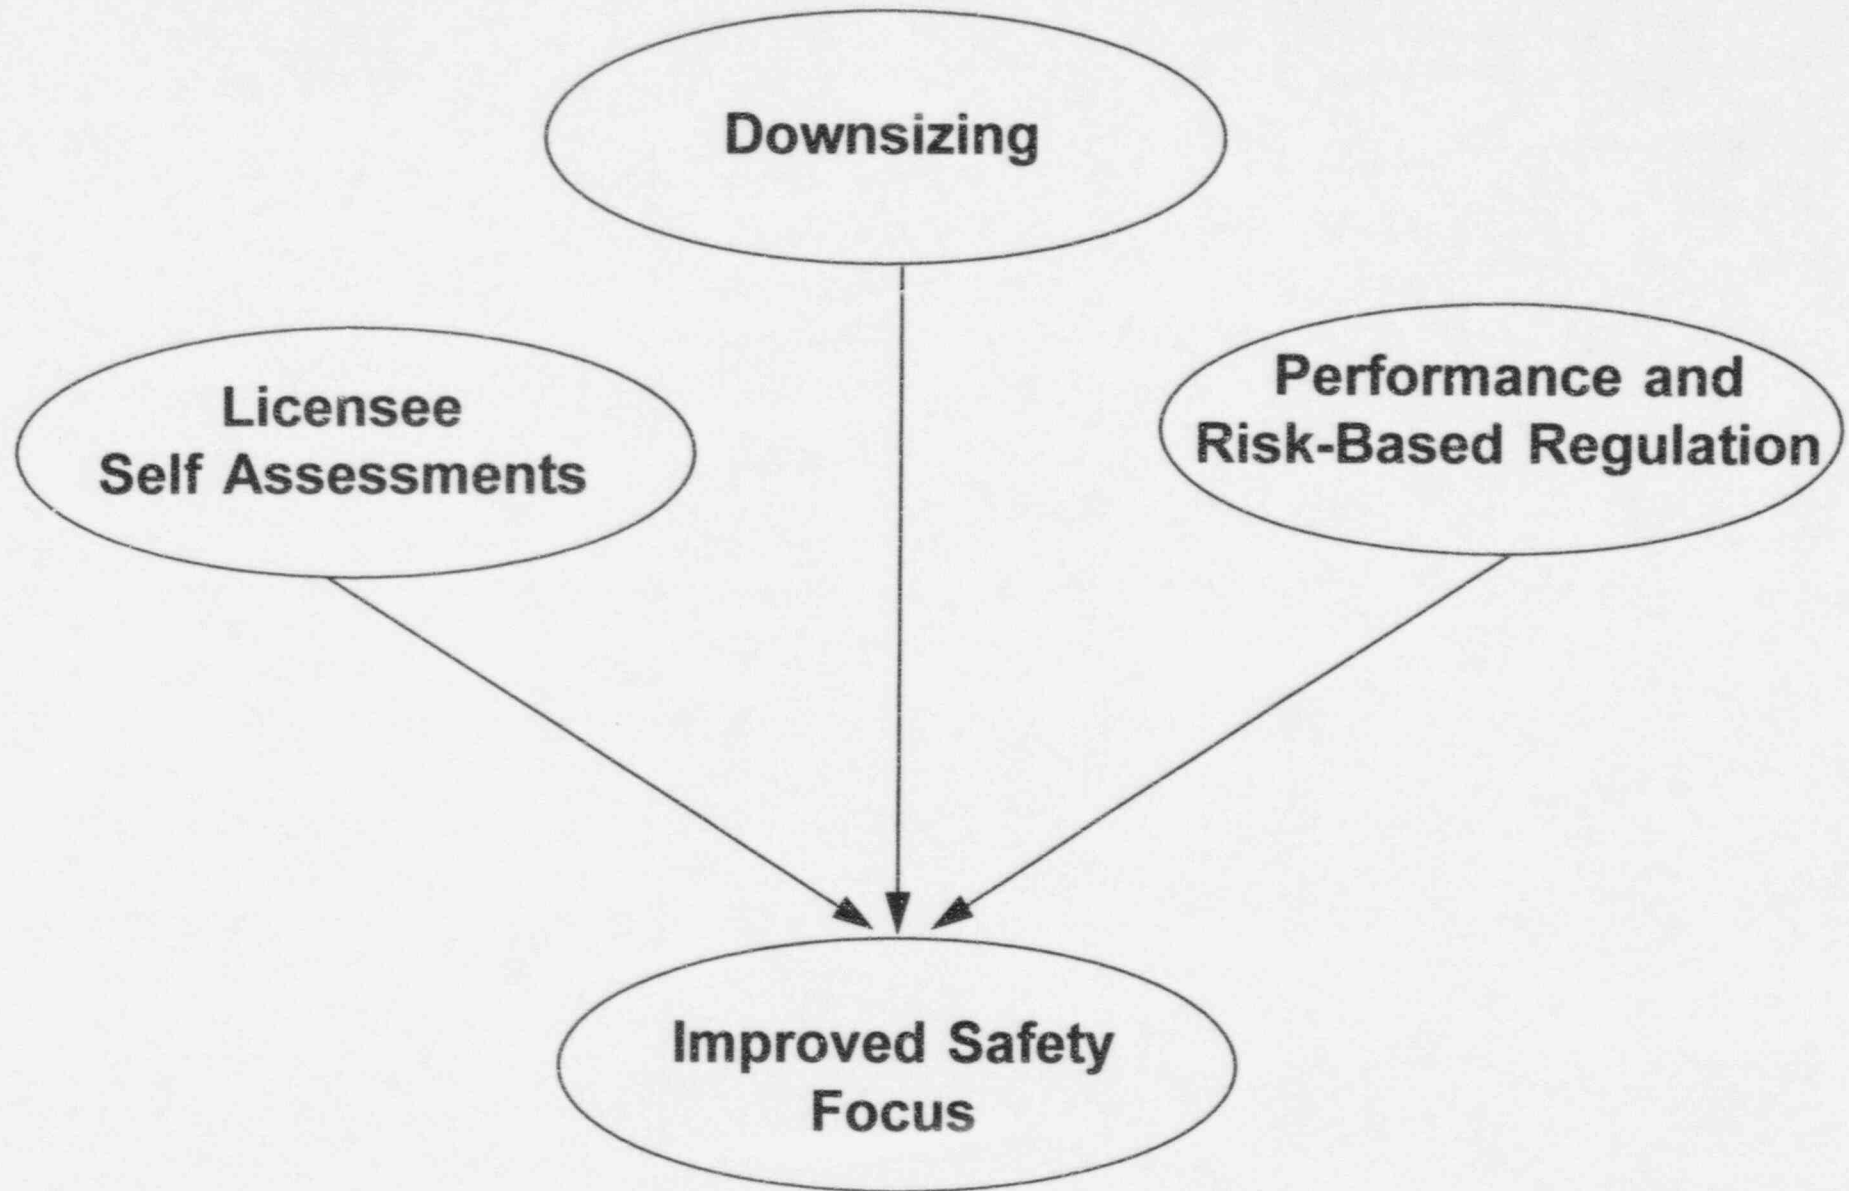 Downsizing
Licensee
Self Assessments
Performance and
Risk-Based Regulation
Improved Safety
Focus